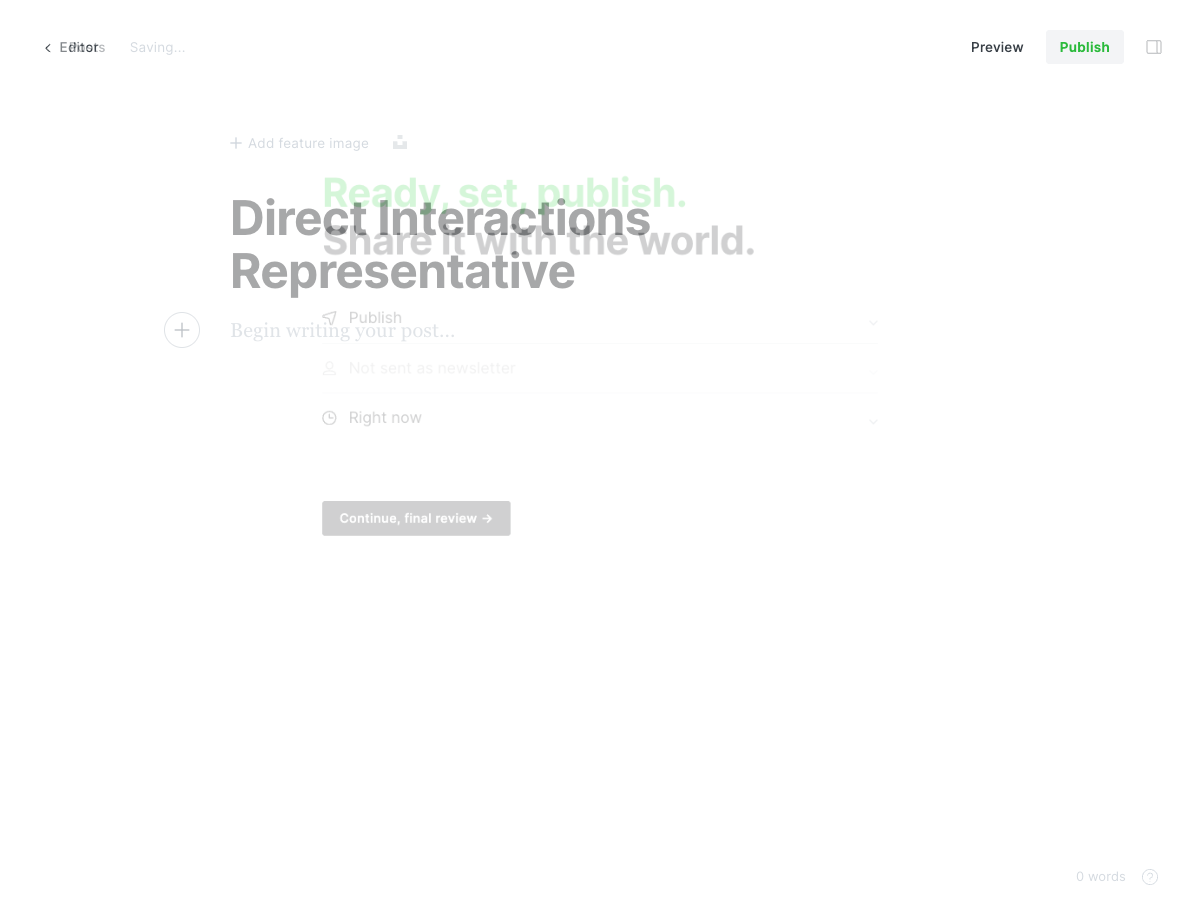 Editor
Posts
Saving...
Preview
Publish
Add feature image
Ready, set, publish.
Direct Interactions
Share it with the world.
Representative
Publish
Begin writing your post...
Not sent as newsletter
Right now
Continue, final review →
0 words
?